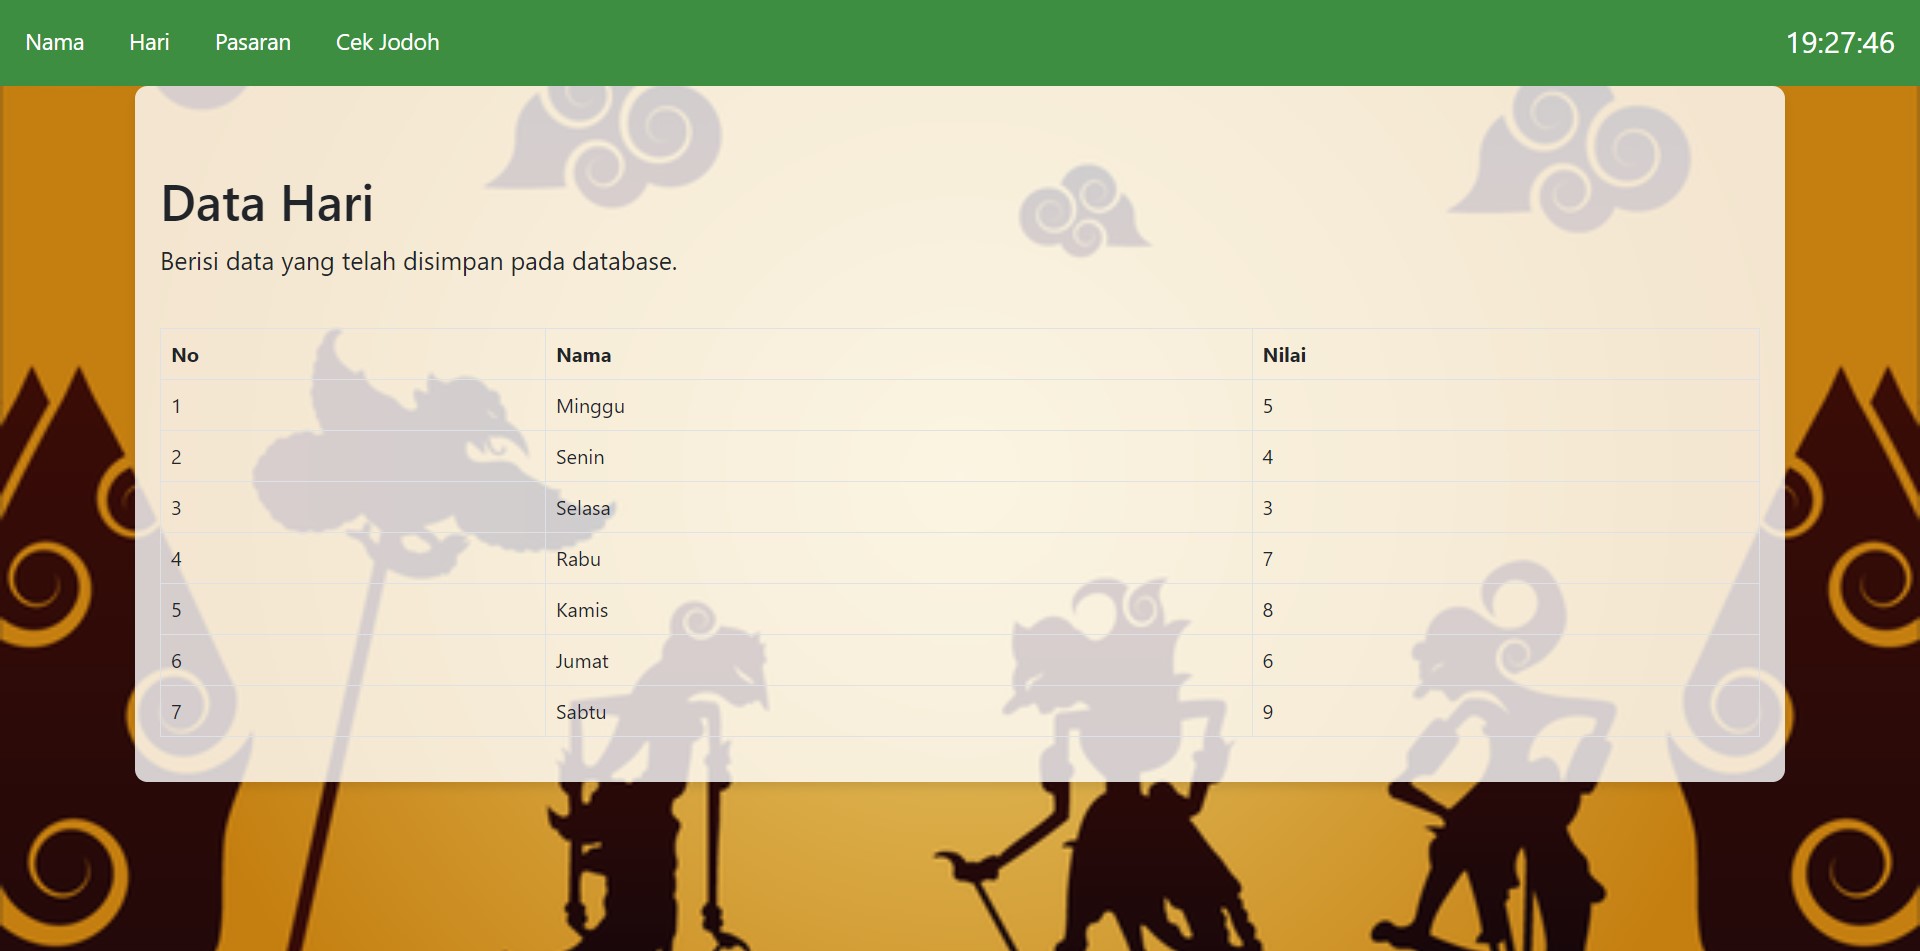 Nama Hari Pasaran Cek Jodoh 19:27:46
Data Hari
Berisi data yang telah disimpan pada database.
No Nama Nilai
1 Minggu 5
2 Senin 4
3 Selasa 3
4 Rabu 7
5 Kamis 8
6 Jumat 6
7 Sabtu 9